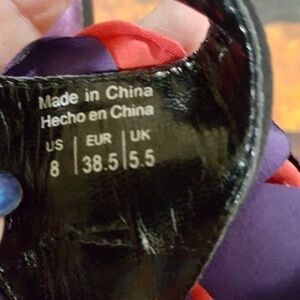 Made in China
Hecho en China
US | EUR | UK
8 | 38.5 | 5.5